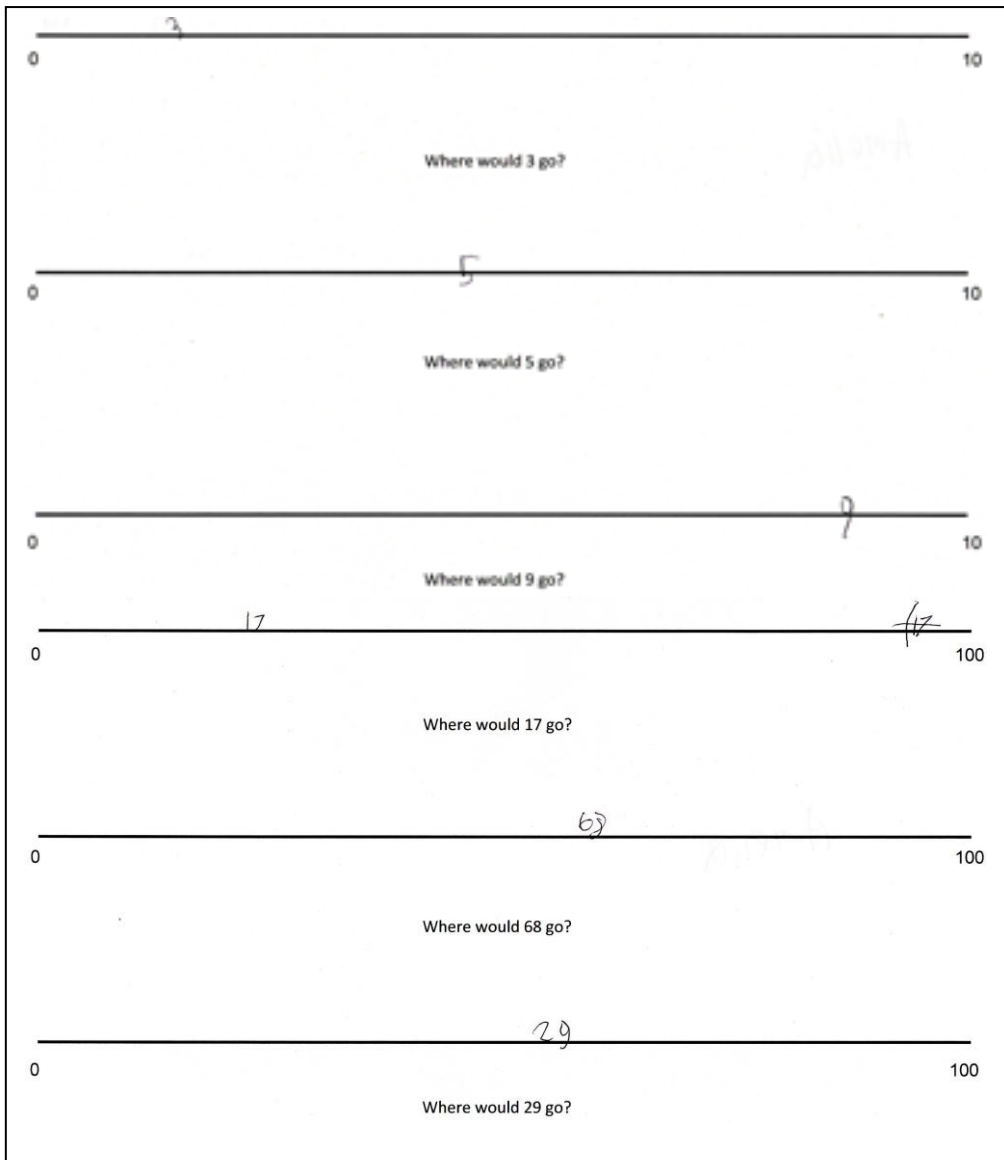 3
0 10
Where would 3 go?
5
0 10
Where would 5 go?
9
0 10
Where would 9 go?
17 17
0 100
Where would 17 go?
68
0 100
Where would 68 go?
29
0 100
Where would 29 go?